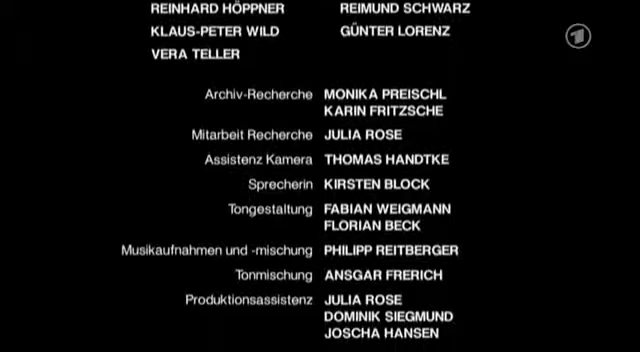 REINHARD HÖPPNER REIMUND SCHWARZ
KLAUS-PETER WILD GÜNTER LORENZ
VERA TELLER
Archiv-Recherche MONIKA PREISCHL
KARIN FRITZSCHE
Mitarbeit Recherche JULIA ROSE
Assistenz Kamera THOMAS HANDTKE
Sprecherin KIRSTEN BLOCK
Tongestaltung FABIAN WEIGMANN
FLORIAN BECK
Musikaufnahmen und -mischung PHILIPP REITBERGER
Tonmischung ANSGAR FRERICH
Produktionsassistenz JULIA ROSE
DOMINIK SIEGMUND
JOSCHA HANSEN
1